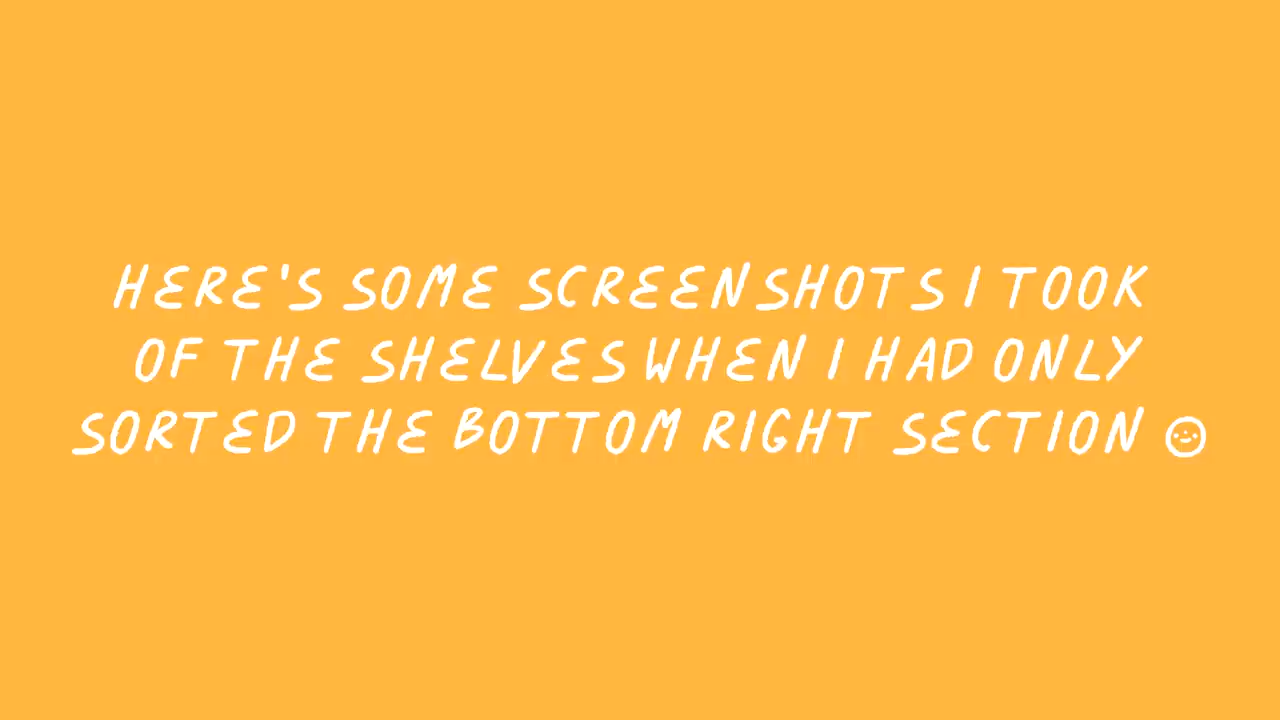 HERE'S SOME SCREENSHOTS I TOOK
OF THE SHELVES WHEN I HAD ONLY
SORTED THE BOTTOM RIGHT SECTION ☺